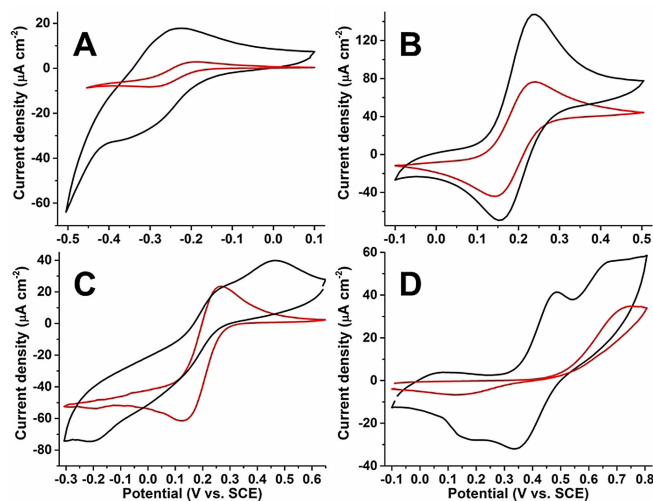 A
B
Current density (μA cm⁻²)
20
0
-20
-40
-60
-0.5 -0.4 -0.3 -0.2 -0.1 0.0 0.1
Current density (μA cm⁻²)
120
80
40
0
-40
-0.1 0.0 0.1 0.2 0.3 0.4 0.5
C
D
Current density (μA cm⁻²)
40
20
0
-20
-40
-60
-80
-0.3 -0.2 -0.1 0.0 0.1 0.2 0.3 0.4 0.5 0.6
Potential (V vs. SCE)
Current density (μA cm⁻²)
60
40
20
0
-20
-40
-0.1 0.0 0.1 0.2 0.3 0.4 0.5 0.6 0.7 0.8
Potential (V vs. SCE)